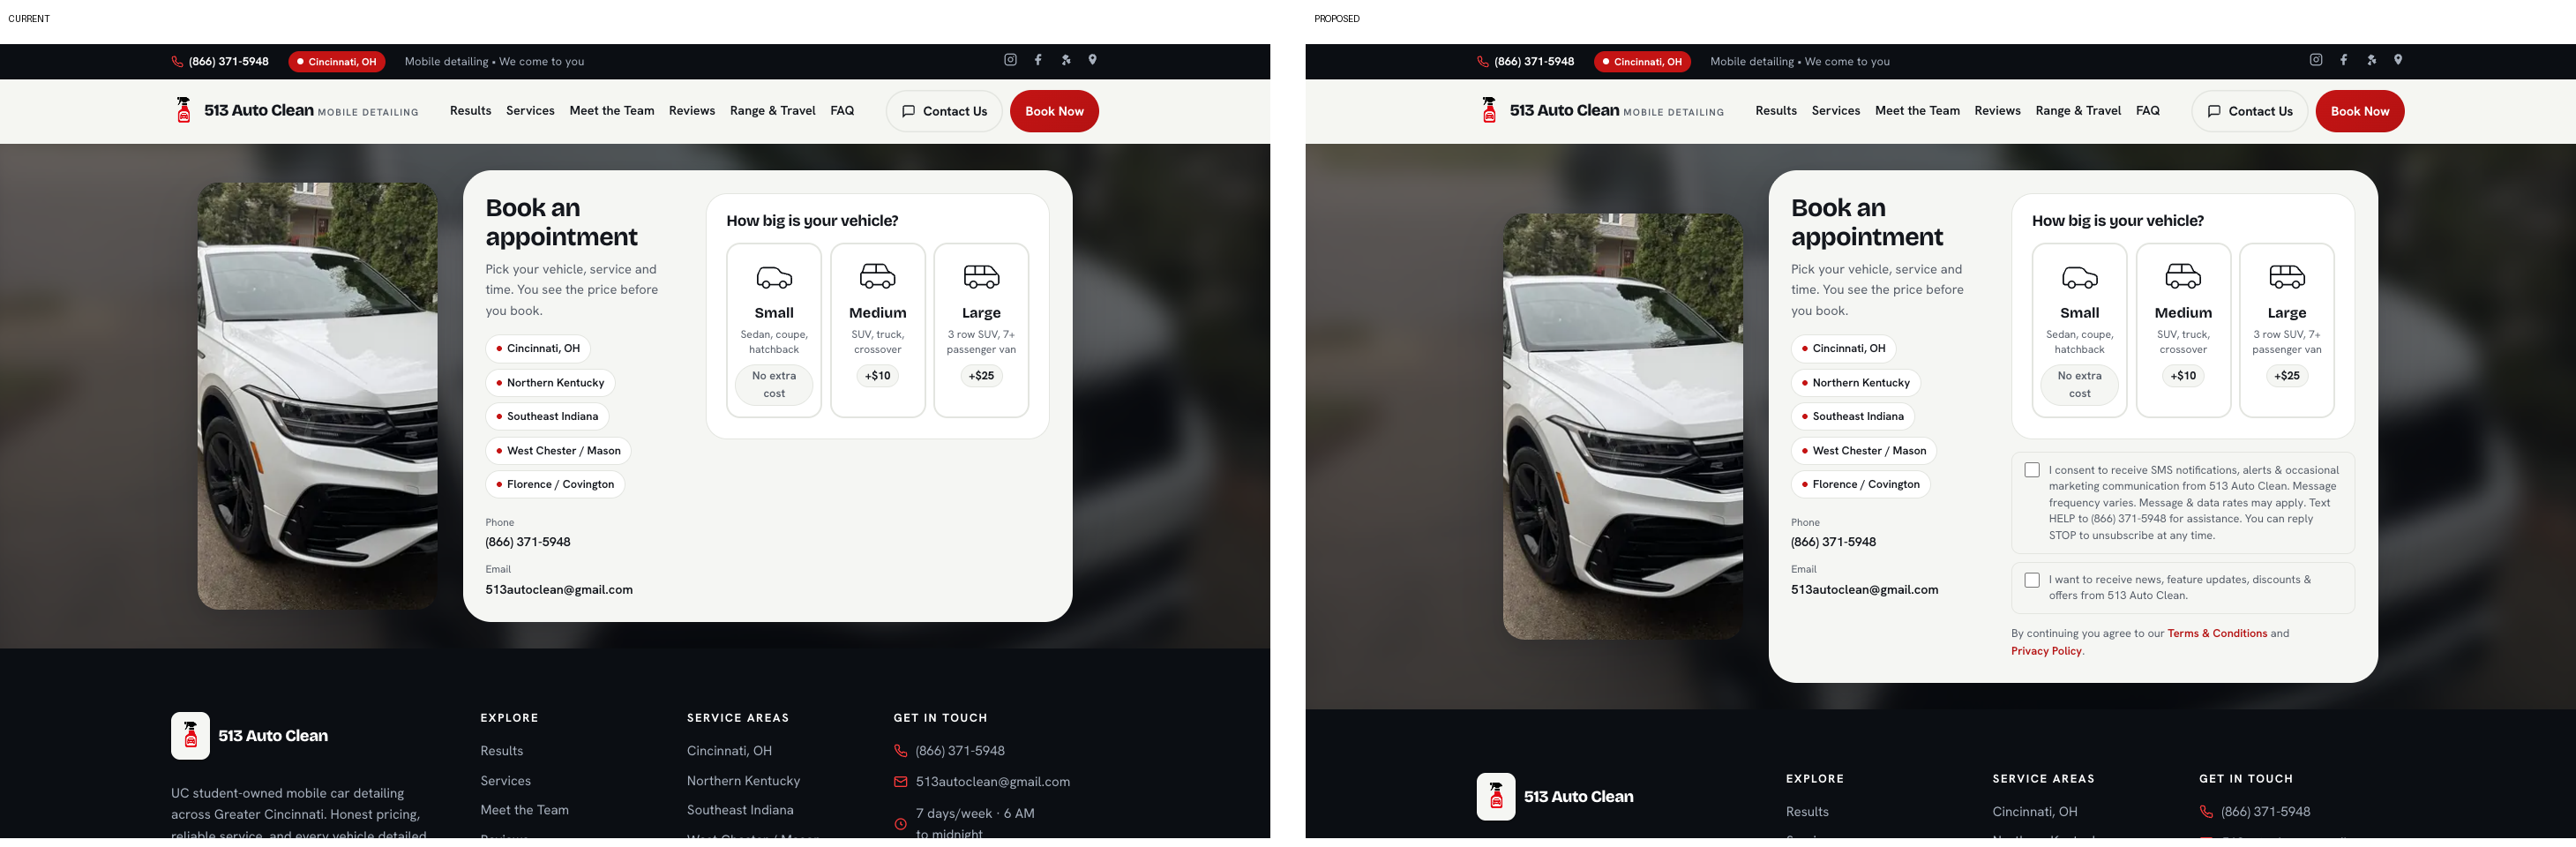 CURRENT
(866) 371-5948 Cincinnati, OH Mobile detailing • We come to you
513 Auto Clean MOBILE DETAILING Results Services Meet the Team Reviews Range & Travel FAQ Contact Us Book Now
Book an
appointment
Pick your vehicle, service and
time. You see the price before
you book.
Cincinnati, OH
Northern Kentucky
Southeast Indiana
West Chester / Mason
Florence / Covington
Phone
(866) 371-5948
Email
513autoclean@gmail.com
How big is your vehicle?
Small
Sedan, coupe,
hatchback
No extra
cost
Medium
SUV, truck,
crossover
+$10
Large
3 row SUV, 7+
passenger van
+$25
513 Auto Clean
UC student-owned mobile car detailing
across Greater Cincinnati. Honest pricing,
reliable service, and every vehicle detailed
EXPLORE
Results
Services
Meet the Team
Reviews
SERVICE AREAS
Cincinnati, OH
Northern Kentucky
Southeast Indiana
West Chester / Mason
GET IN TOUCH
(866) 371-5948
513autoclean@gmail.com
7 days/week · 6 AM
to midnight
PROPOSED
(866) 371-5948 Cincinnati, OH Mobile detailing • We come to you
513 Auto Clean MOBILE DETAILING Results Services Meet the Team Reviews Range & Travel FAQ Contact Us Book Now
Book an
appointment
Pick your vehicle, service and
time. You see the price before
you book.
Cincinnati, OH
Northern Kentucky
Southeast Indiana
West Chester / Mason
Florence / Covington
Phone
(866) 371-5948
Email
513autoclean@gmail.com
How big is your vehicle?
Small
Sedan, coupe,
hatchback
No extra
cost
Medium
SUV, truck,
crossover
+$10
Large
3 row SUV, 7+
passenger van
+$25
I consent to receive SMS notifications, alerts & occasional
marketing communication from 513 Auto Clean. Message
frequency varies. Message & data rates may apply. Text
HELP to (866) 371-5948 for assistance. You can reply
STOP to unsubscribe at any time.
I want to receive news, feature updates, discounts &
offers from 513 Auto Clean.
By continuing you agree to our Terms & Conditions and
Privacy Policy.
513 Auto Clean
EXPLORE
Results
SERVICE AREAS
Cincinnati, OH
GET IN TOUCH
(866) 371-5948